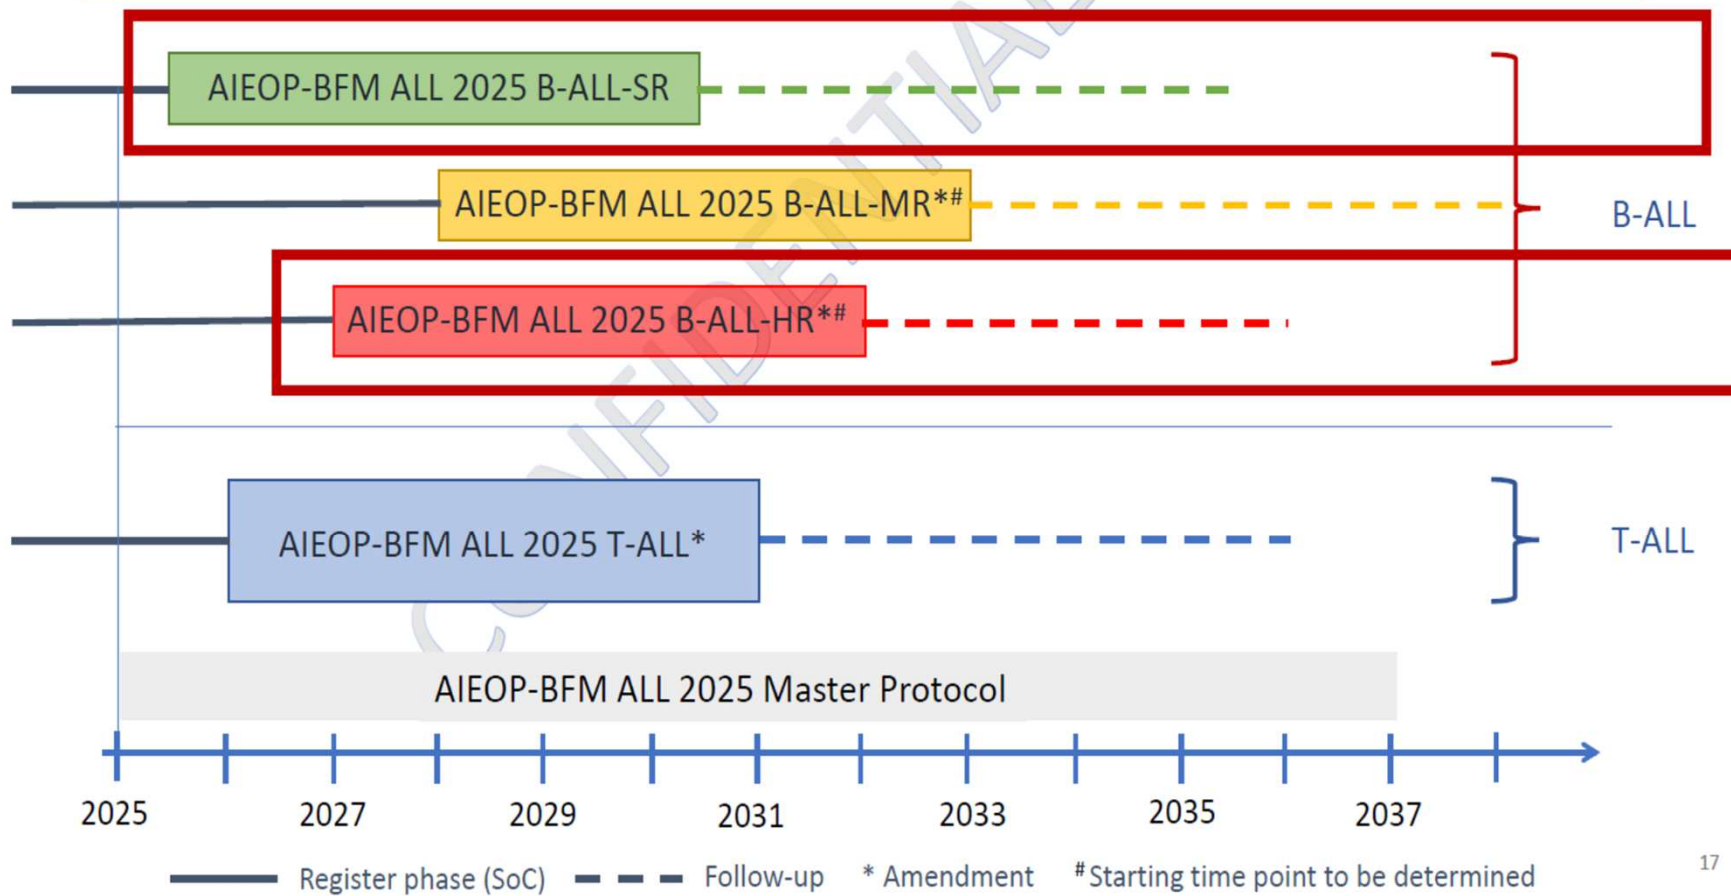 AIEOP-BFM ALL 2025 B-ALL-SR
AIEOP-BFM ALL 2025 B-ALL-MR*#
B-ALL
AIEOP-BFM ALL 2025 B-ALL-HR*#
AIEOP-BFM ALL 2025 T-ALL*
T-ALL
CONFIDENTIAL
AIEOP-BFM ALL 2025 Master Protocol
2025 2027 2029 2031 2033 2035 2037
Register phase (SoC) Follow-up * Amendment #Starting time point to be determined
17